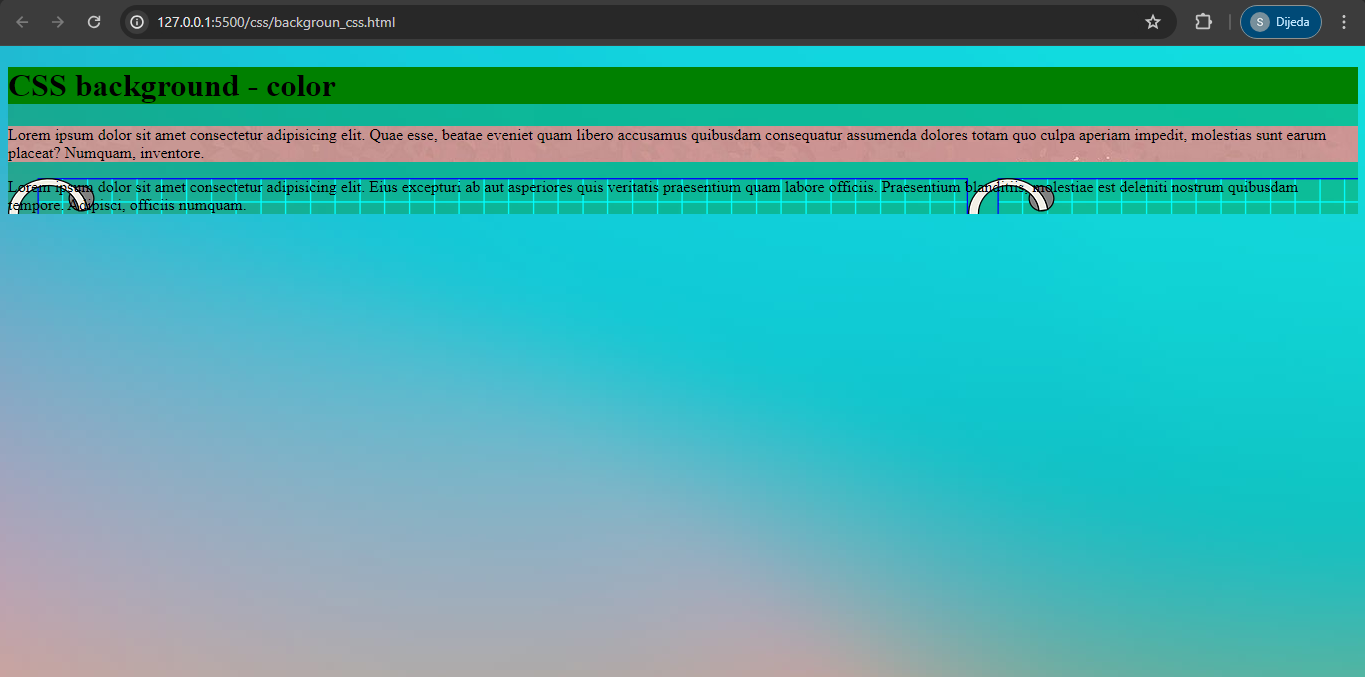 127.0.0.1:5500/css/backgroun_css.html
S Dijeda
CSS background - color
Lorem ipsum dolor sit amet consectetur adipisicing elit. Quae esse, beatae eveniet quam libero accusamus quibusdam consequatur assumenda dolores totam quo culpa aperiam impedit, molestias sunt earum
placeat? Numquam, inventore.
Lorem ipsum dolor sit amet consectetur adipisicing elit. Eius excepturi ab aut asperiores quis veritatis praesentium quam labore officiis. Praesentium blanditiis, molestiae est deleniti nostrum quibusdam
tempore. Adipisci, officiis numquam.